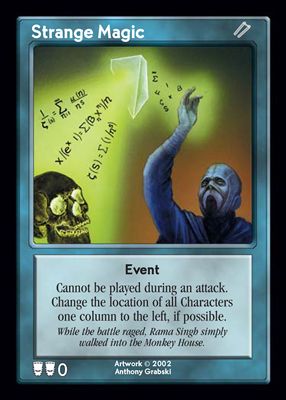 Strange Magic
Event
Cannot be played during an attack.
Change the location of all Characters
one column to the left, if possible.
While the battle raged, Rama Singh simply
walked into the Monkey House.
0
Artwork © 2002
Anthony Grabski